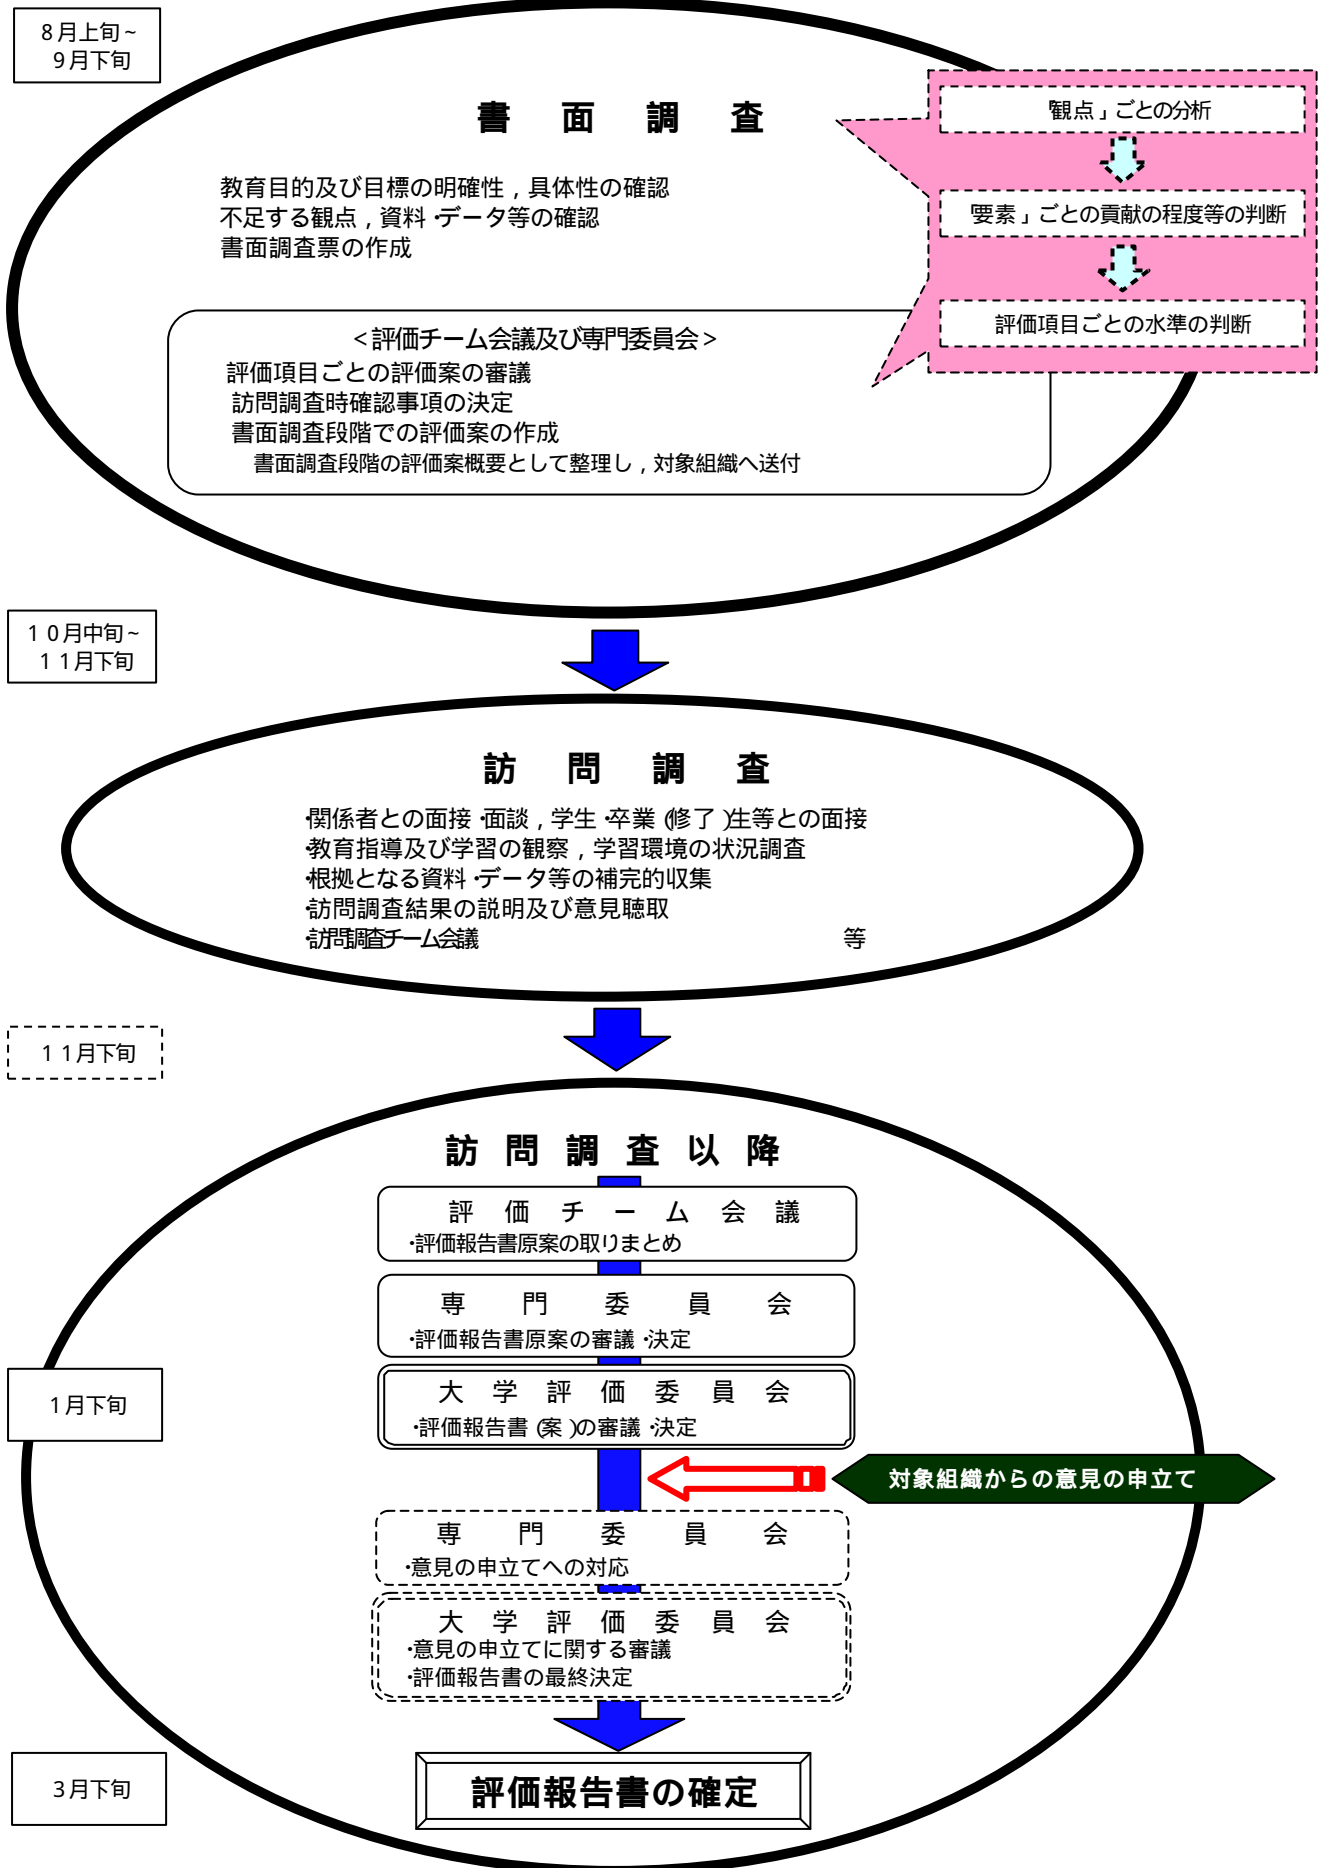 8月上旬~
9月下旬
書面調査
「観点」ごとの分析
教育目的及び目標の明確性，具体性の確認
不足する観点，資料・データ等の確認
書面調査票の作成
「要素」ごとの貢献の程度等の判断
評価項目ごとの水準の判断
<評価チーム会議及び専門委員会>
評価項目ごとの評価案の審議
訪問調査時確認事項の決定
書面調査段階での評価案の作成
書面調査段階の評価案概要として整理し，対象組織へ送付
10月中旬~
11月下旬
訪問調査
・関係者との面接・面談，学生・卒業(修了)生等との面接
・教育指導及び学習の観察，学習環境の状況調査
・根拠となる資料・データ等の補完的収集
・訪問調査結果の説明及び意見聴取
・訪問調査チーム会議 等
11月下旬
訪問調査以降
評価チーム会議
・評価報告書原案の取りまとめ
専門委員会
・評価報告書原案の審議・決定
1月下旬
大学評価委員会
・評価報告書(案)の審議・決定
対象組織からの意見の申立て
専門委員会
・意見の申立てへの対応
大学評価委員会
・意見の申立てに関する審議
・評価報告書の最終決定
3月下旬
評価報告書の確定